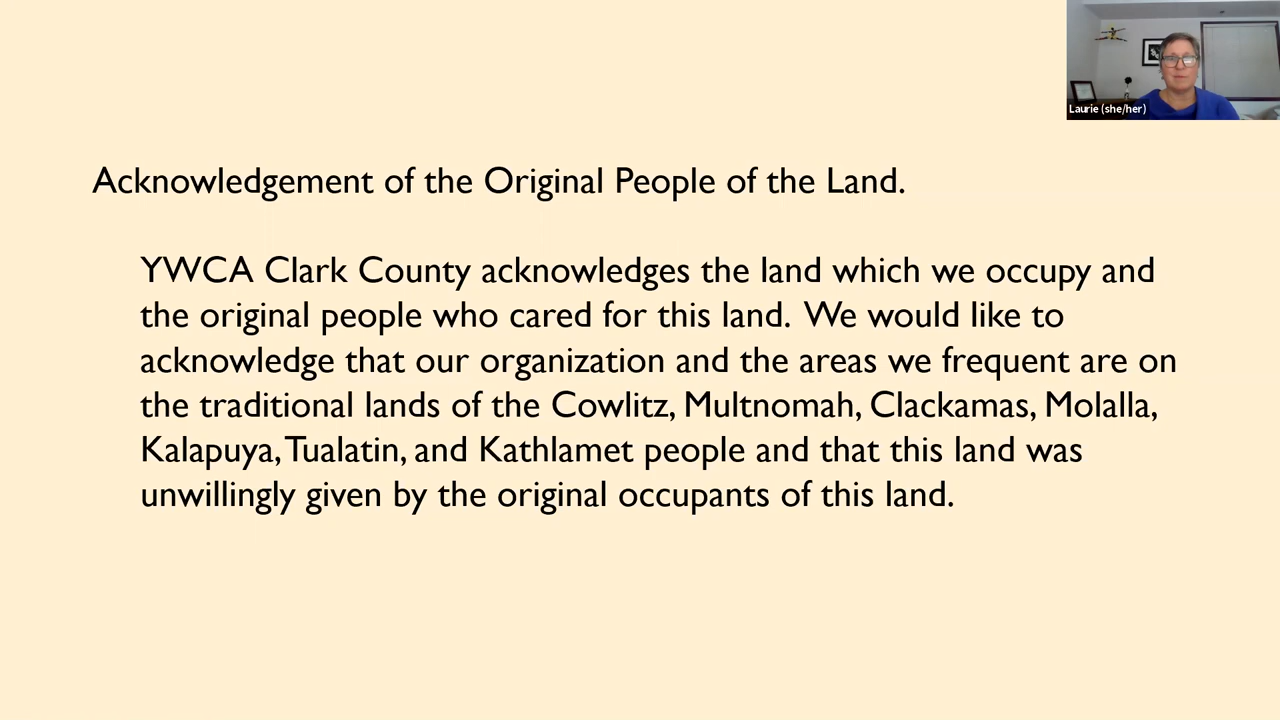 Laurie (she/her)
Acknowledgement of the Original People of the Land.
YWCA Clark County acknowledges the land which we occupy and
the original people who cared for this land. We would like to
acknowledge that our organization and the areas we frequent are on
the traditional lands of the Cowlitz, Multnomah, Clackamas, Molalla,
Kalapuya, Tualatin, and Kathlamet people and that this land was
unwillingly given by the original occupants of this land.